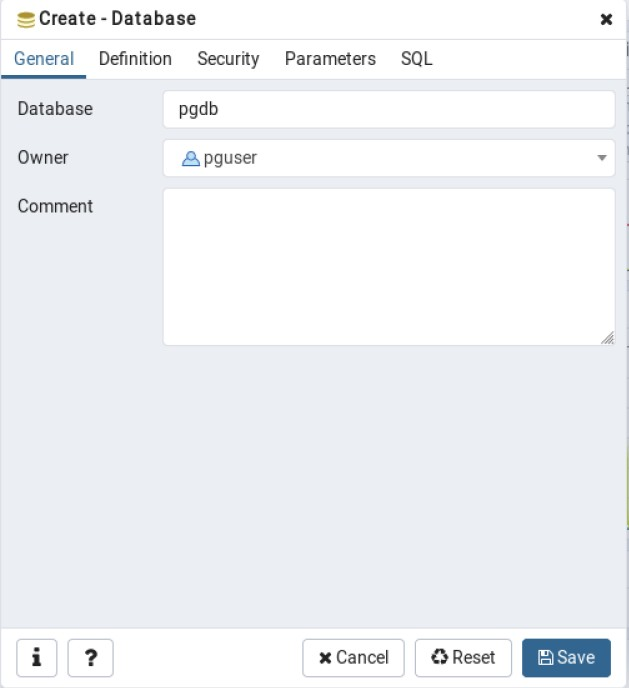 Create - Database
General Definition Security Parameters SQL
Database pgdb
Owner pguser
Comment
i ? Cancel Reset Save